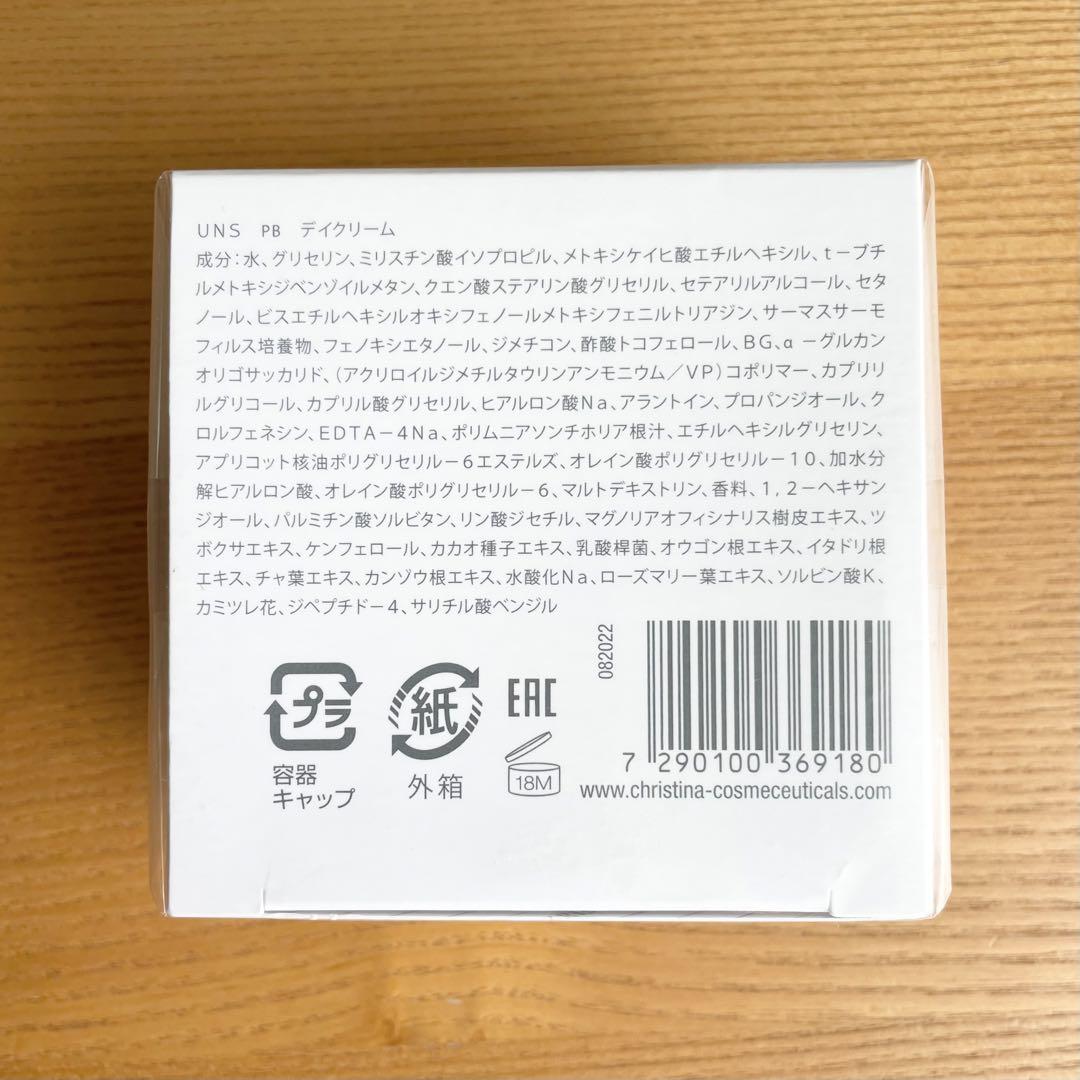 UNS PB デイクリーム
成分：水、グリセリン、ミリスチン酸イソプロピル、メトキシケイヒ酸エチルヘキシル、t－ブチ
ルメトキシジベンゾイルメタン、クエン酸ステアリン酸グリセリル、セテアリルアルコール、セタ
ノール、ビスエチルヘキシルオキシフェノールメトキシフェニルトリアジン、サーマスサーモ
フィルス培養物、フェノキシエタノール、ジメチコン、酢酸トコフェロール、BG、α－グルカン
オリゴサッカリド、（アクリロイルジメチルタウリンアンモニウム／VP）コポリマー、カプリリ
ルグリコール、カプリル酸グリセリル、ヒアルロン酸Na、アラントイン、プロパンジオール、ク
ロルフェネシン、EDTA－4Na、ポリムニアソンチホリア根汁、エチルヘキシルグリセリン、
アプリコット核油ポリグリセリル－6エステルズ、オレイン酸ポリグリセリル－10、加水分
解ヒアルロン酸、オレイン酸ポリグリセリル－6、マルトデキストリン、香料、1，2－ヘキサン
ジオール、パルミチン酸ソルビタン、リン酸ジセチル、マグノリアオフィシナリス樹皮エキス、ツ
ボクサエキス、ケンフェロール、カカオ種子エキス、乳酸桿菌、オウゴン根エキス、イタドリ根
エキス、チャ葉エキス、カンゾウ根エキス、水酸化Na、ローズマリー葉エキス、ソルビン酸K、
カミツレ花、ジペプチド－4、サリチル酸ベンジル
082022
プラ
紙
EAC
容器
キャップ
外箱
18M
7 290100 369180
www.christina-cosmeceuticals.com